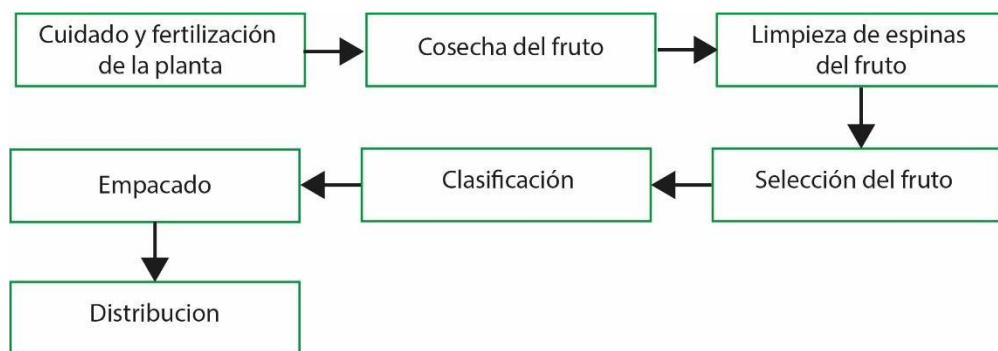 Cuidado y fertilización
de la planta
Cosecha del fruto
Limpieza de espinas
del fruto
Selección del fruto
Clasificación
Empacado
Distribucion